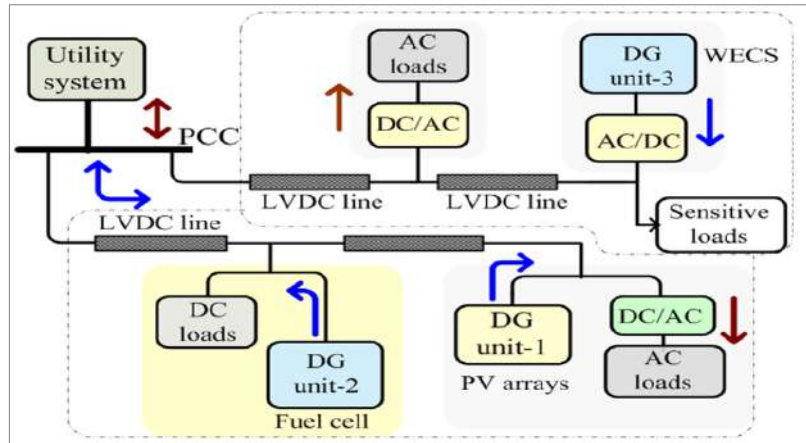 Utility
system
PCC
AC
loads
DC/AC
DG
unit-3
WECS
AC/DC
LVDC line
LVDC line
Sensitive
loads
LVDC line
DC
loads
DG
unit-2
Fuel cell
DG
unit-1
PV arrays
DC/AC
AC
loads